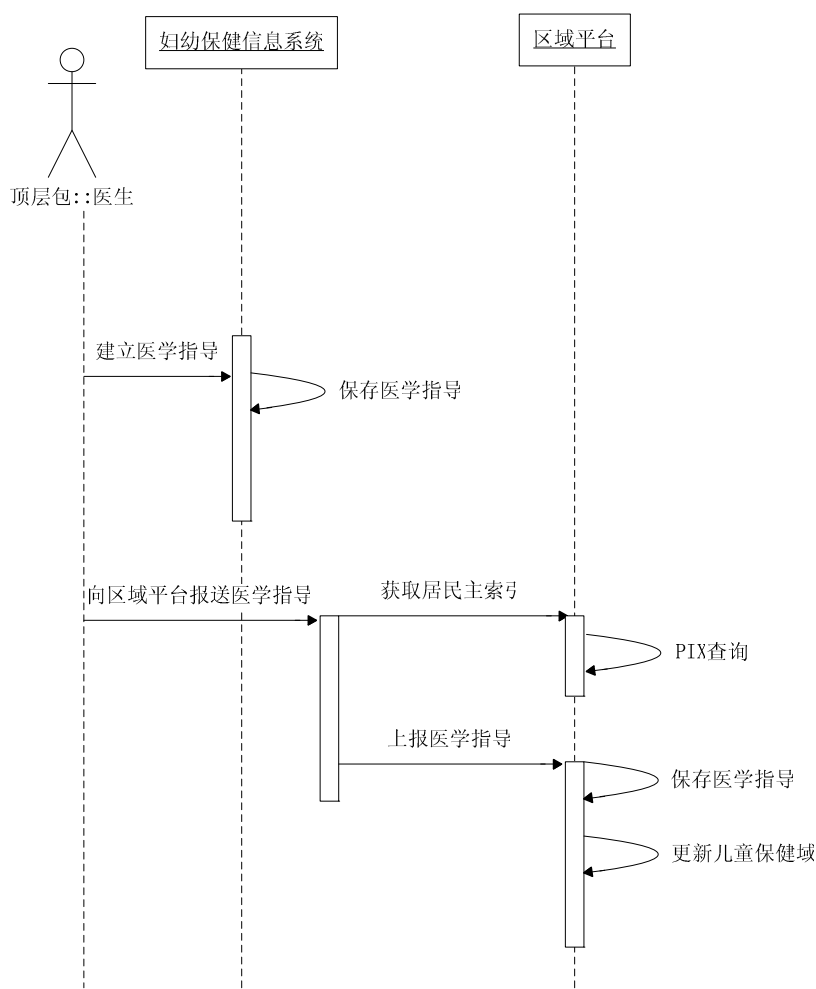 妇幼保健信息系统
区域平台
顶层包::医生
建立医学指导
保存医学指导
向区域平台报送医学指导
获取居民主索引
PIX查询
上报医学指导
保存医学指导
更新儿童保健域